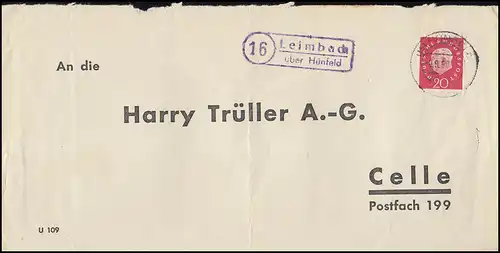 16 Leimbach
über Hünfeld
20
An die
Harry Trüller A.-G.
Celle
Postfach 199
U 109